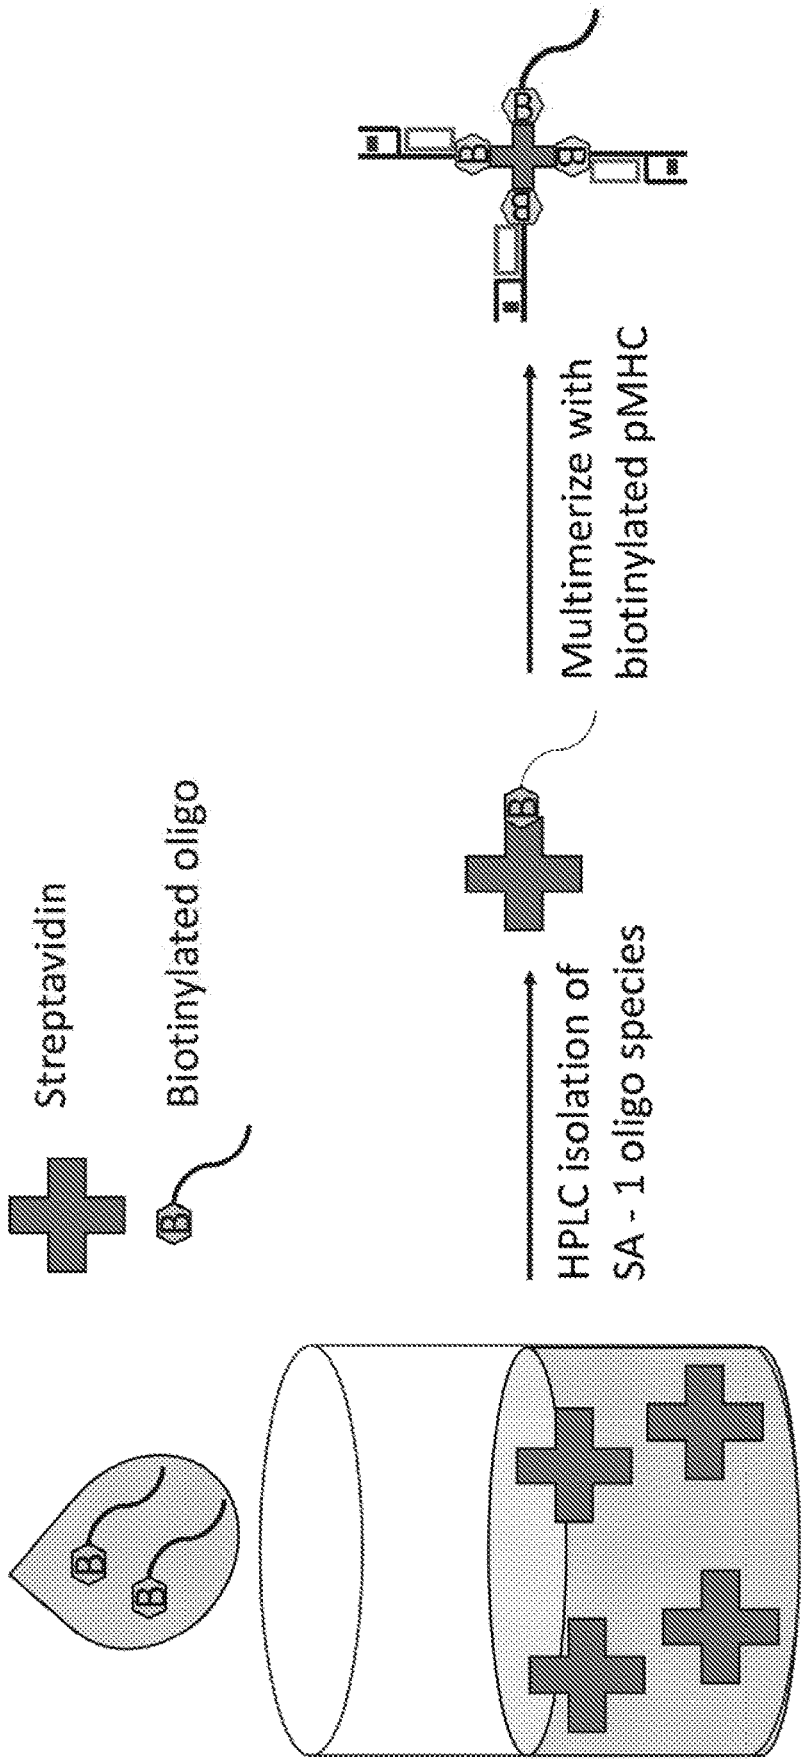 Streptavidin
Biotinylated oligo
B
B
B
HPLC isolation of
SA - 1 oligo species
B
Multimerize with
biotinylated pMHC
B
B
B
B